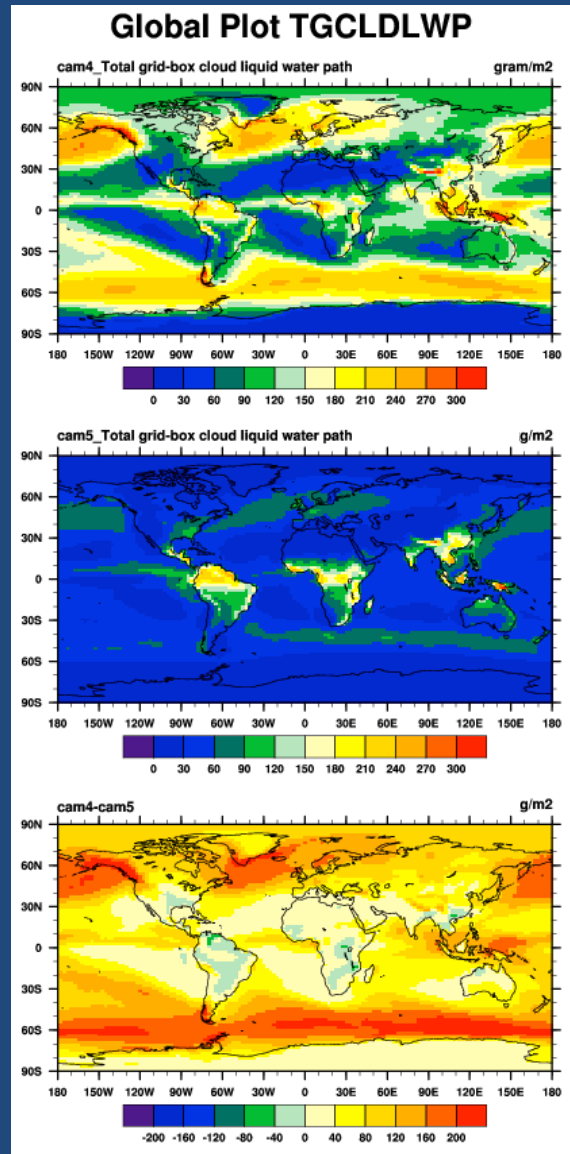 Global Plot TGCLDLWP
cam4_Total grid-box cloud liquid water path gram/m2
90N
60N
30N
0
30S
60S
90S
180 150W 120W 90W 60W 30W 0 30E 60E 90E 120E 150E 180
0 30 60 90 120 150 180 210 240 270 300
cam5_Total grid-box cloud liquid water path g/m2
90N
60N
30N
0
30S
60S
90S
180 150W 120W 90W 60W 30W 0 30E 60E 90E 120E 150E 180
0 30 60 90 120 150 180 210 240 270 300
cam4-cam5 g/m2
90N
60N
30N
0
30S
60S
90S
180 150W 120W 90W 60W 30W 0 30E 60E 90E 120E 150E 180
-200 -160 -120 -80 -40 0 40 80 120 160 200